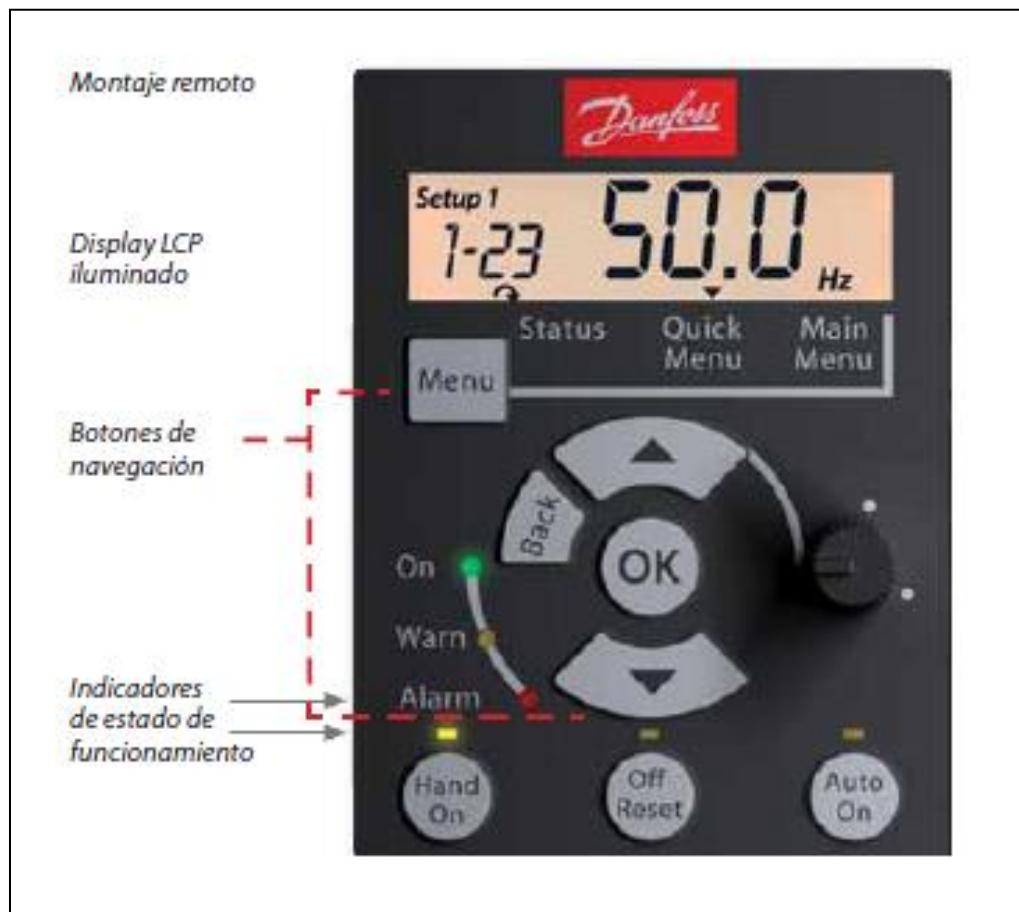 Montaje remoto
Danfoss
Setup 1
1-23 50.0 Hz
Display LCP
iluminado
Status Quick Menu Main Menu
Menu
Botones de
navegación
Back
OK
On
Warn
Alarm
Indicadores
de estado de
funcionamiento
Hand On
Off Reset
Auto On